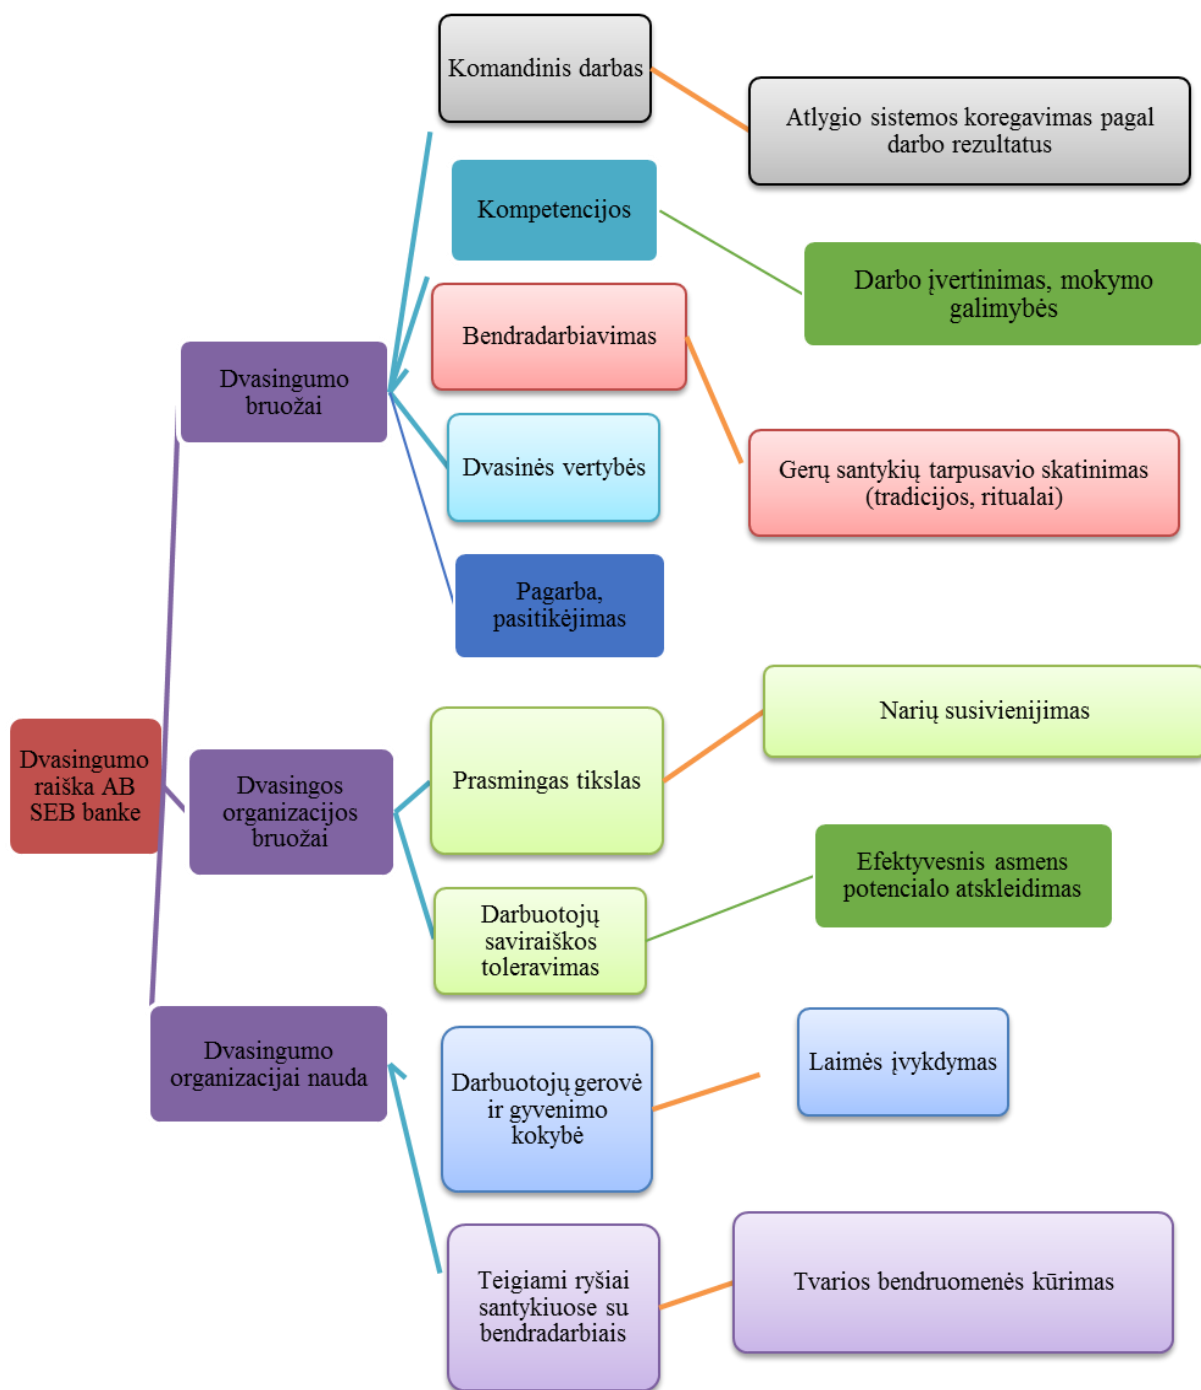 Komandinis darbas
Atlygio sistemos koregavimas pagal
darbo rezultatus
Kompetencijos
Darbo įvertinimas, mokymo
galimybės
Bendradarbiavimas
Dvasingumo
bruožai
Dvasinės vertybės
Gerų santykių tarpusavio skatinimas
(tradicijos, ritualai)
Pagarba,
pasitikėjimas
Narių susivienijimas
Dvasingumo
raiška AB
SEB banke
Dvasingos
organizacijos
bruožai
Prasmingas tikslas
Efektyvesnis asmens
potencialo atskleidimas
Darbuotojų
saviraiškos
toleravimas
Dvasingumo
organizacijai nauda
Darbuotojų gerovė
ir gyvenimo
kokybė
Laimės įvykdymas
Teigiami ryšiai
santykiuose su
bendradarbiais
Tvarios bendruomenės kūrimas